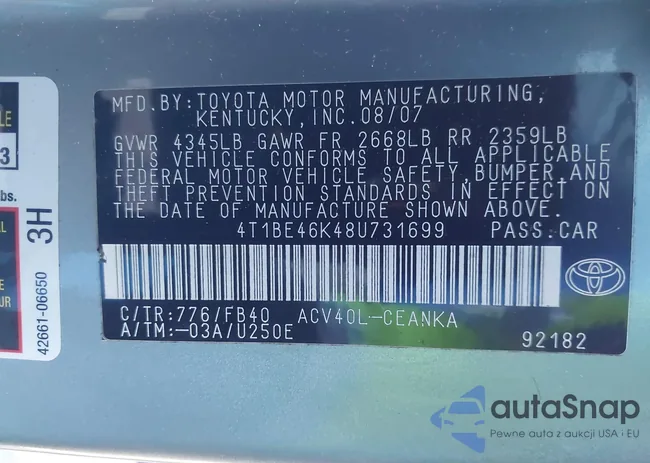 MFD.BY:TOYOTA MOTOR MANUFACTURING,
KENTUCKY,INC.08/07
GVWR 4345LB GAWR FR 2668LB RR 2359LB
THIS VEHICLE CONFORMS TO ALL APPLICABLE
FEDERAL MOTOR VEHICLE SAFETY,BUMPER,AND
THEFT PREVENTION STANDARDS IN EFFECT ON
THE DATE OF MANUFACTURE SHOWN ABOVE.
4T1BE46K48U731699 PASS.CAR
C/TR:776/FB40 ACV40L-CEANKA
A/TM:-03A/U250E 92182
TOYOTA
3
lbs.
3H
42661-06650
autaSnap
Pewne auta z aukcji USA i EU